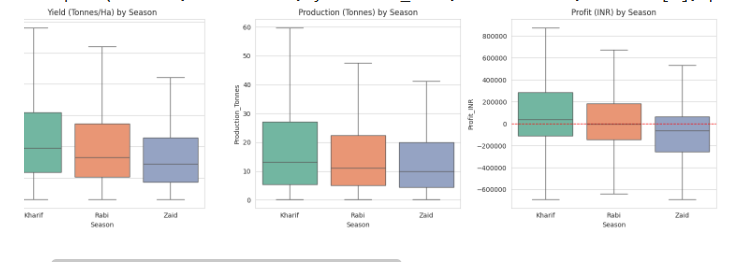 Yield (Tonnes/Ha) by Season
Kharif
Rabi
Zaid
Season
Production (Tonnes) by Season
Production_Tonnes
60
50
40
30
20
10
0
Kharif
Rabi
Zaid
Season
Profit (INR) by Season
Profit_INR
800000
600000
400000
200000
0
−200000
−400000
−600000
Kharif
Rabi
Zaid
Season